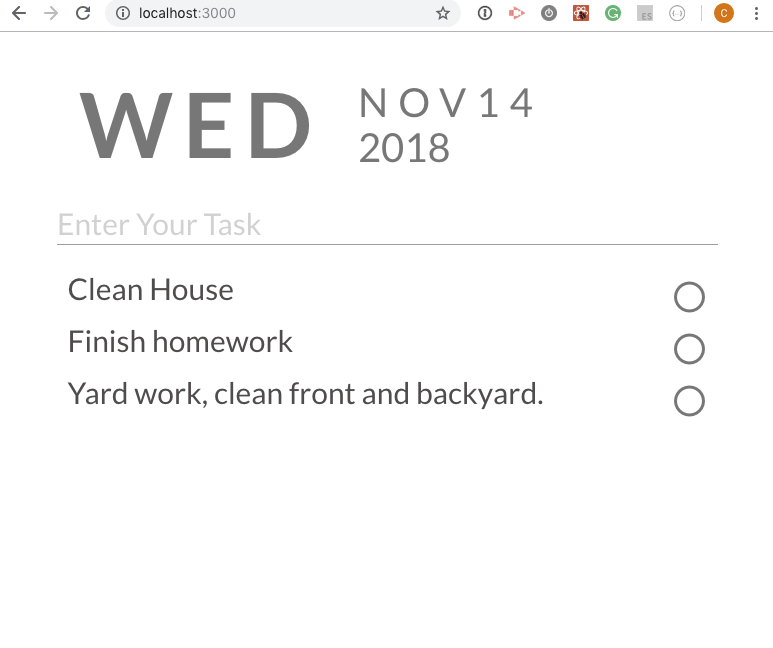 localhost:3000
ES
C
WED
NOV14
2018
Enter Your Task
Clean House
Finish homework
Yard work, clean front and backyard.